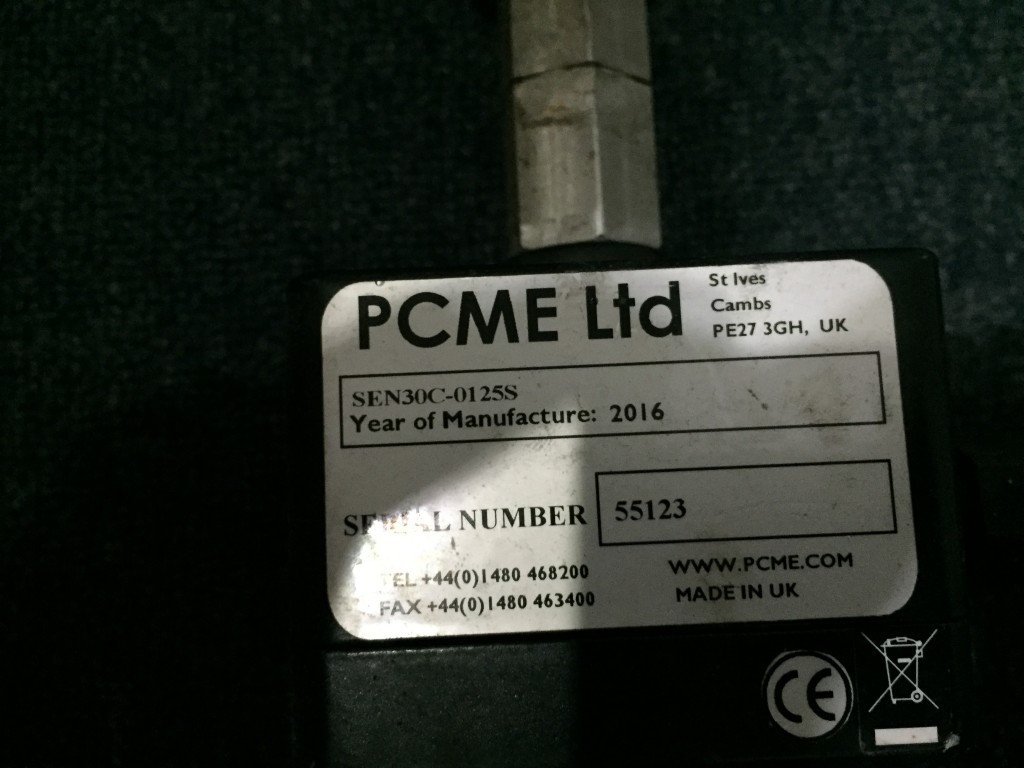 PCME Ltd
St Ives
Cambs
PE27 3GH, UK
SEN30C-0125S
Year of Manufacture: 2016
SERIAL NUMBER
55123
TEL +44(0)1480 468200
FAX +44(0)1480 463400
WWW.PCME.COM
MADE IN UK
CE